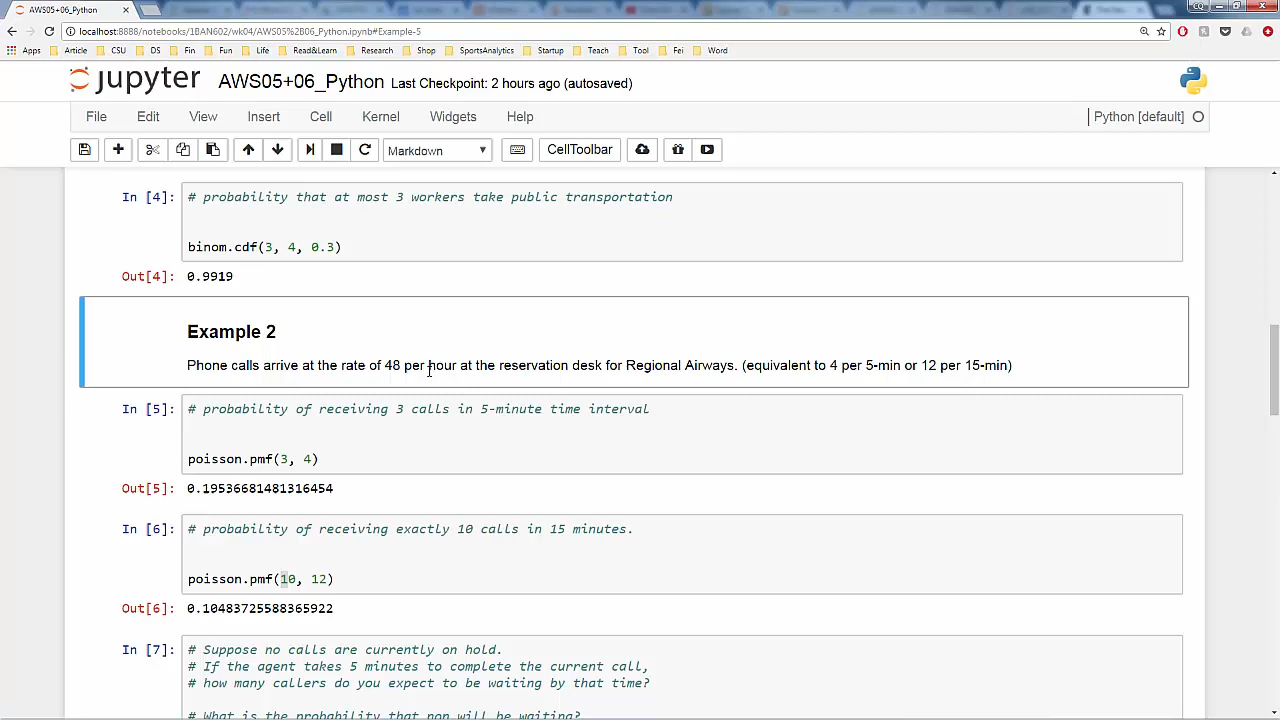 AWS05+06_Python
localhost:8888/notebooks/1BAN602/wk04/AWS05%2B06_Python.ipynb#Example-5
Apps Article CSU DS Fin Fun Life Read&Learn Research Shop SportsAnalytics Startup Teach Tool Fei Word
jupyter AWS05+06_Python Last Checkpoint: 2 hours ago (autosaved)
File Edit View Insert Cell Kernel Widgets Help Python [default]
Markdown CellToolbar
In [4]: # probability that at most 3 workers take public transportation
binom.cdf(3, 4, 0.3)
Out[4]: 0.9919
Example 2
Phone calls arrive at the rate of 48 per hour at the reservation desk for Regional Airways. (equivalent to 4 per 5-min or 12 per 15-min)
In [5]: # probability of receiving 3 calls in 5-minute time interval
poisson.pmf(3, 4)
Out[5]: 0.19536681481316454
In [6]: # probability of receiving exactly 10 calls in 15 minutes.
poisson.pmf(10, 12)
Out[6]: 0.10483725588365922
In [7]: # Suppose no calls are currently on hold.
# If the agent takes 5 minutes to complete the current call,
# how many callers do you expect to be waiting by that time?
# What is the probability that non will be waiting?